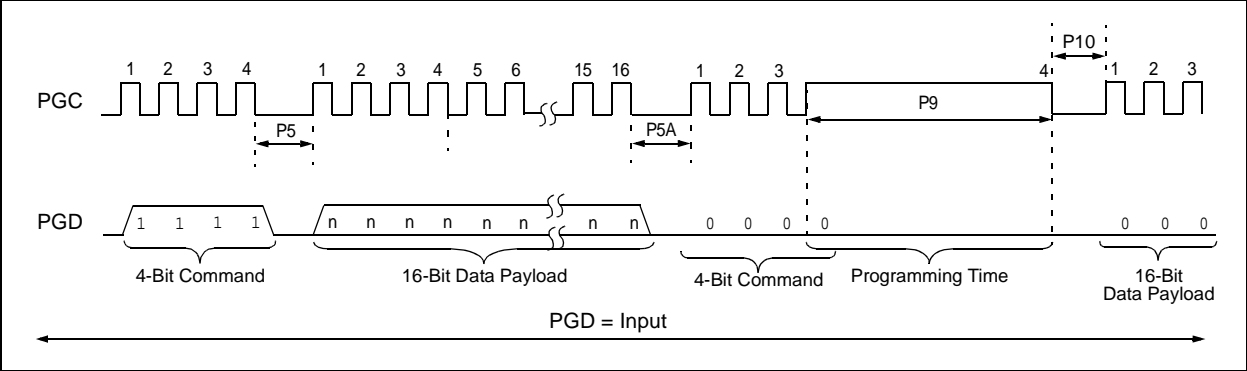 P10
1 2 3 4 1 2 3 4 5 6 15 16 1 2 3 4 1 2 3
PGC
P9
P5
P5A
PGD
1 1 1 1 n n n n n n n n 0 0 0 0 0 0 0
4-Bit Command
16-Bit Data Payload
4-Bit Command
Programming Time
16-Bit
Data Payload
PGD = Input